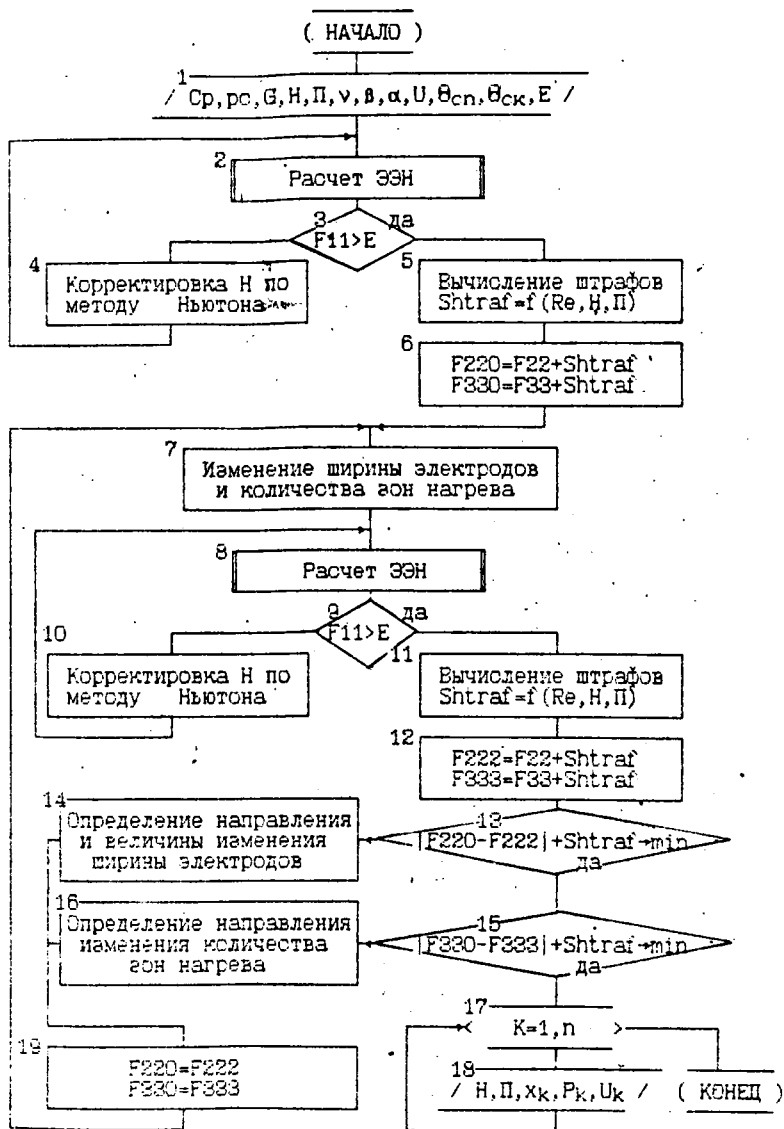 ( НАЧАЛО )
1
/ Cp,ρc,G,H,П,ν,β,α,U,θсп,θск,E /
2
Расчет ЭЭН
3
да
F11>E
4
Корректировка H по
методу Ньютона
5
Вычисление штрафов
Shtraf=f(Re,H,П)
6
F220=F22+Shtraf
F330=F33+Shtraf
7
Изменение ширины электродов
и количества зон нагрева
8
Расчет ЭЭН
9
да
F11>E
10
Корректировка H по
методу Ньютона
11
Вычисление штрафов
Shtraf=f(Re,H,П)
12
F222=F22+Shtraf
F333=F33+Shtraf
13
|F220-F222|+Shtraf→min
да
14
Определение направления
и величины изменения
ширины электродов
15
|F330-F333|+Shtraf→min
да
16
Определение направления
изменения количества
зон нагрева
17
< K=1,n >
18
/ H,П,xk,Pk,Uk /
( КОНЕЦ )
19
F220=F222
F330=F333